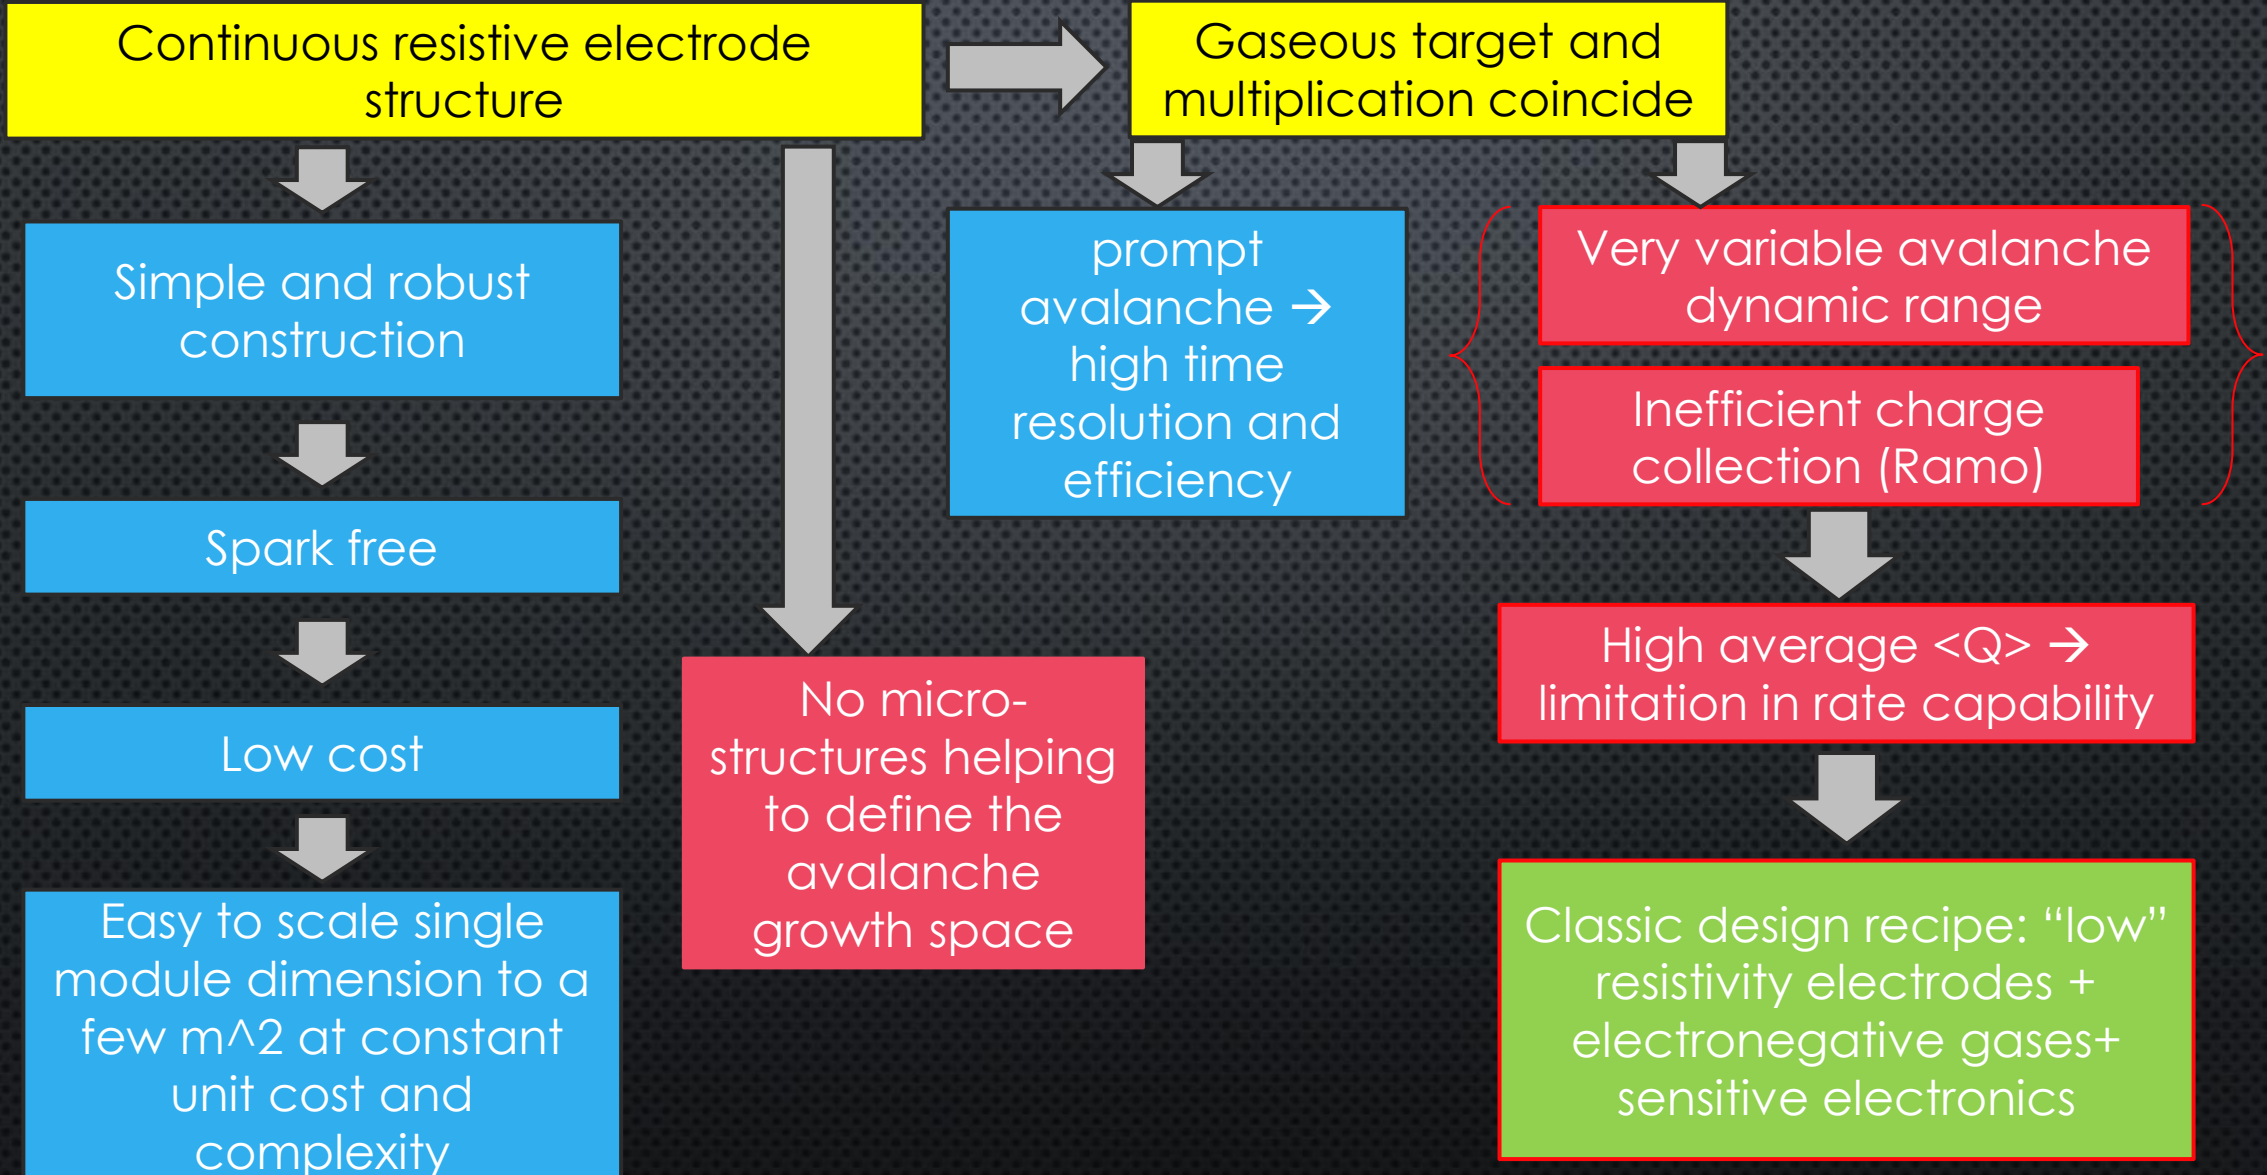 Continuous resistive electrode
structure
Gaseous target and
multiplication coincide
Simple and robust
construction
Spark free
Low cost
Easy to scale single
module dimension to a
few m^2 at constant
unit cost and
complexity
No micro-
structures helping
to define the
avalanche
growth space
prompt
avalanche →
high time
resolution and
efficiency
Very variable avalanche
dynamic range
Inefficient charge
collection (Ramo)
High average <Q> →
limitation in rate capability
Classic design recipe: “low”
resistivity electrodes +
electronegative gases+
sensitive electronics